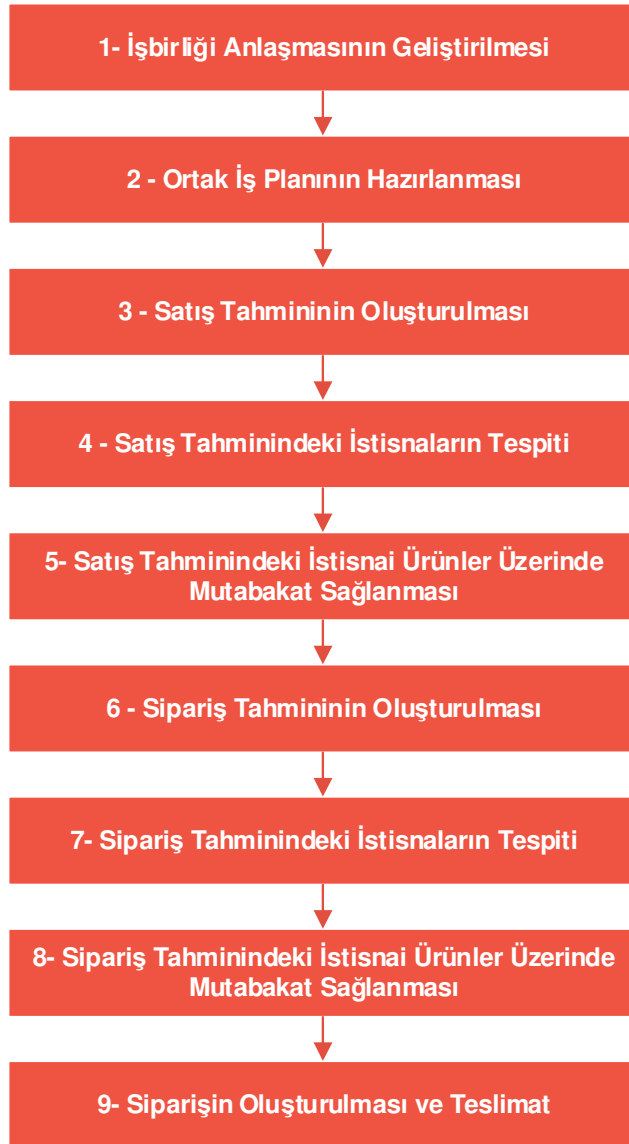 1- İşbirliği Anlaşmasının Geliştirilmesi
2 - Ortak İş Planının Hazırlanması
3 - Satış Tahmininin Oluşturulması
4 - Satış Tahminindeki İstisnaların Tespiti
5- Satış Tahminindeki İstisnai Ürünler Üzerinde
Mutabakat Sağlanması
6 - Sipariş Tahmininin Oluşturulması
7- Sipariş Tahminindeki İstisnaların Tespiti
8- Sipariş Tahminindeki İstisnai Ürünler Üzerinde
Mutabakat Sağlanması
9- Siparişin Oluşturulması ve Teslimat